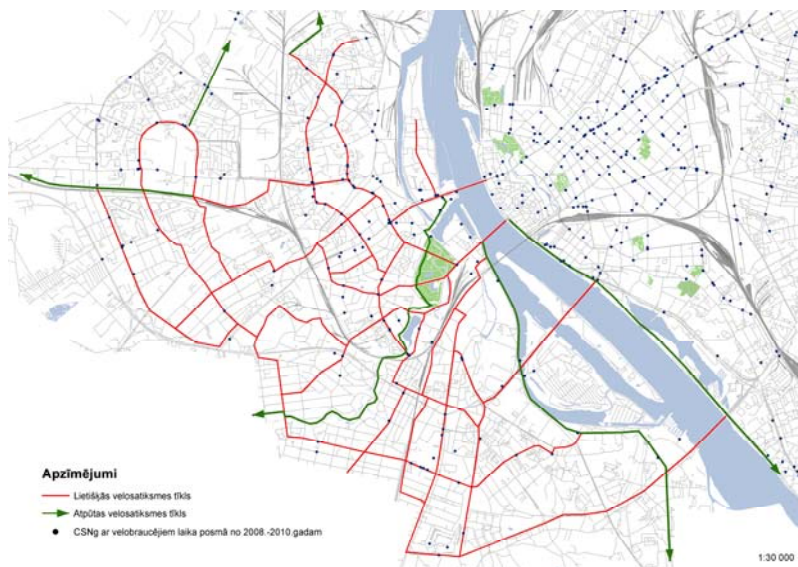 Apzīmējumi
Lietišķās velosatiksmes tīkls
Atpūtas velosatiksmes tīkls
CSNg ar velobraucējiem laika posmā no 2008.-2010.gadam
1:30 000